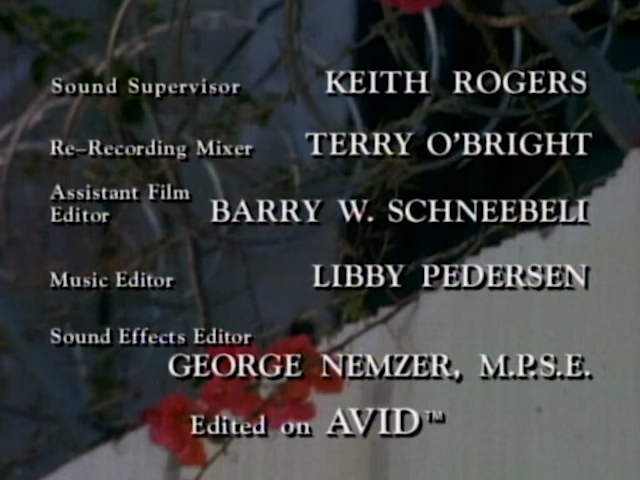 Sound Supervisor KEITH ROGERS
Re-Recording Mixer TERRY O'BRIGHT
Assistant Film
Editor BARRY W. SCHNEEBELI
Music Editor LIBBY PEDERSEN
Sound Effects Editor
GEORGE NEMZER, M.P.S.E.
Edited on AVID™